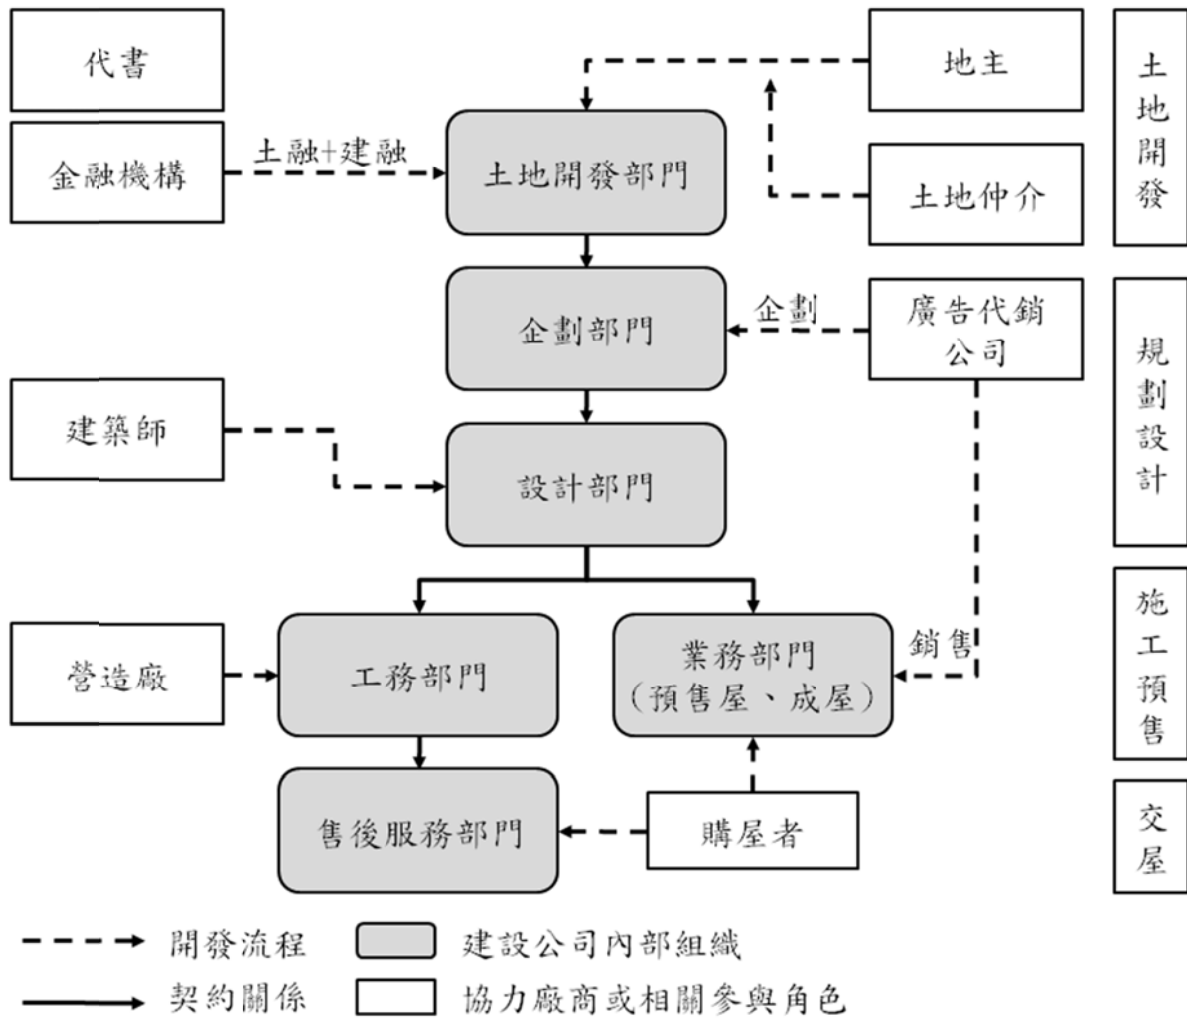 代書
地主
土地開發
金融機構
土融+建融
土地開發部門
土地仲介
企劃部門
企劃
廣告代銷
公司
規劃設計
建築師
設計部門
營造廠
工務部門
業務部門
（預售屋、成屋）
銷售
施工預售
售後服務部門
購屋者
交屋
開發流程
建設公司內部組織
契約關係
協力廠商或相關參與角色